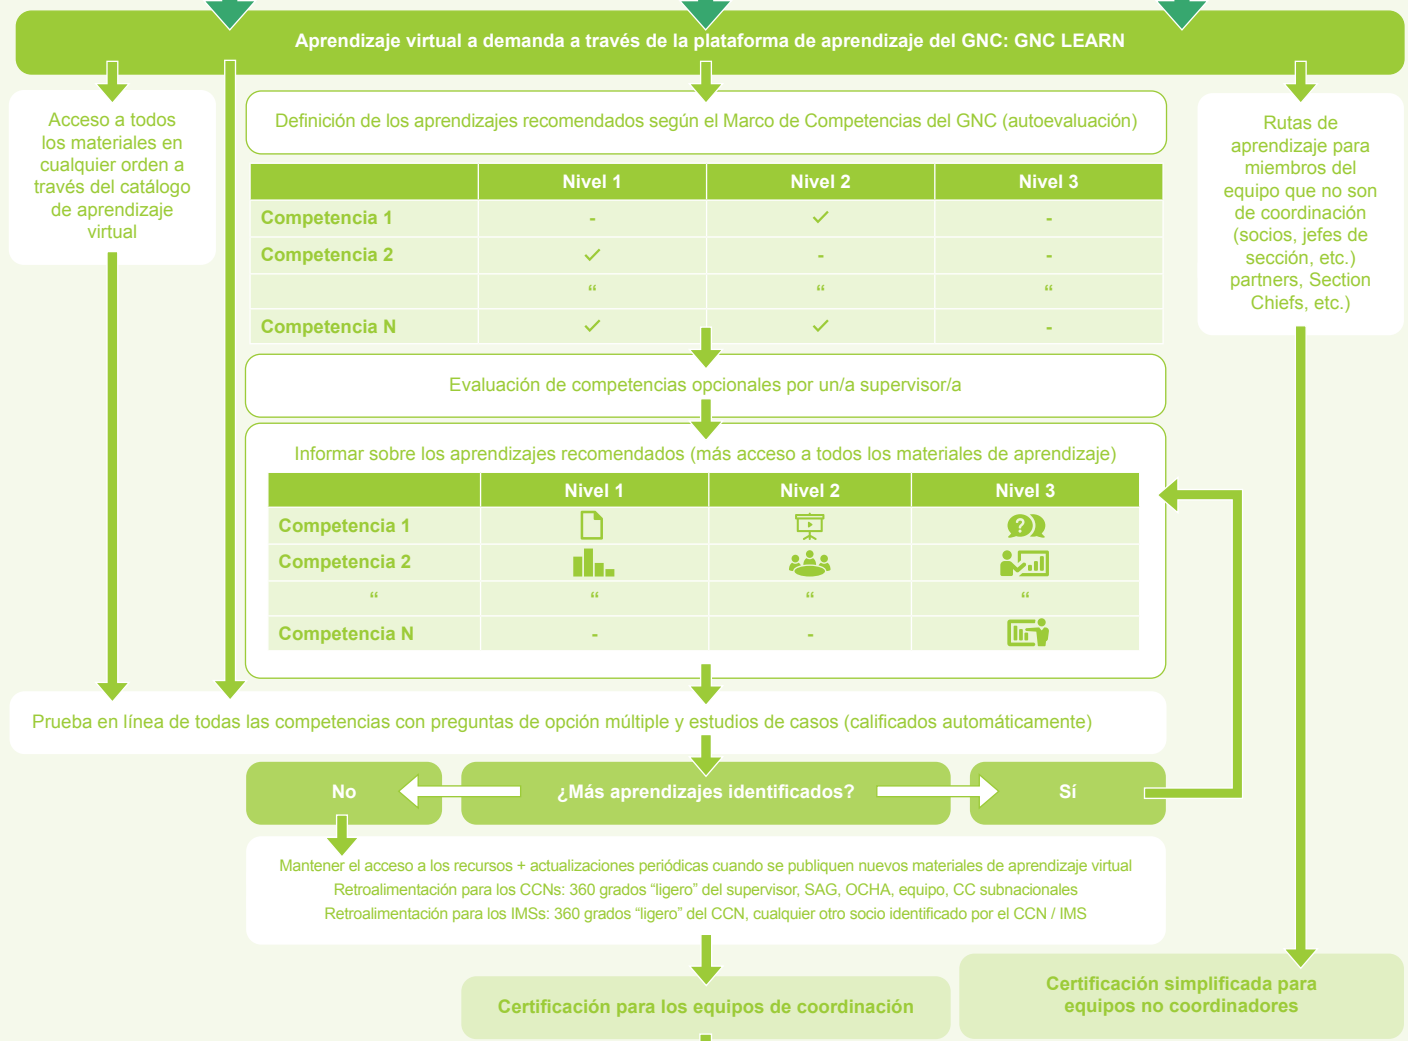 Aprendizaje virtual a demanda a través de la plataforma de aprendizaje del GNC: GNC LEARN
Acceso a todos
los materiales en
cualquier orden a
través del catálogo
de aprendizaje
virtual
Definición de los aprendizajes recomendados según el Marco de Competencias del GNC (autoevaluación)
Nivel 1 Nivel 2 Nivel 3
Competencia 1 - ✓ -
Competencia 2 ✓ - -
“ “ “
Competencia N ✓ ✓ -
Rutas de
aprendizaje para
miembros del
equipo que no son
de coordinación
(socios, jefes de
sección, etc.)
partners, Section
Chiefs, etc.)
Evaluación de competencias opcionales por un/a supervisor/a
Informar sobre los aprendizajes recomendados (más acceso a todos los materiales de aprendizaje)
Nivel 1 Nivel 2 Nivel 3
Competencia 1 ?
Competencia 2
“ “ “ “
Competencia N - -
Prueba en línea de todas las competencias con preguntas de opción múltiple y estudios de casos (calificados automáticamente)
No ¿Más aprendizajes identificados? Sí
Mantener el acceso a los recursos + actualizaciones periódicas cuando se publiquen nuevos materiales de aprendizaje virtual
Retroalimentación para los CCNs: 360 grados “ligero” del supervisor, SAG, OCHA, equipo, CC subnacionales
Retroalimentación para los IMSs: 360 grados “ligero” del CCN, cualquier otro socio identificado por el CCN / IMS
Certificación para los equipos de coordinación
Certificación simplificada para
equipos no coordinadores